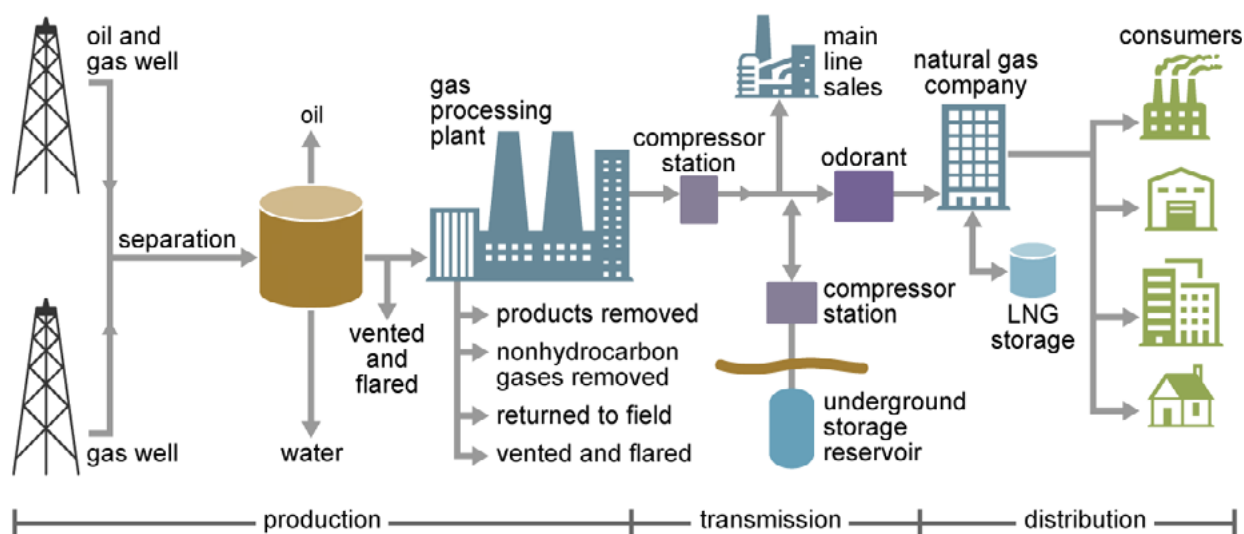 oil and
gas well
oil
separation
gas well
water
vented
and
flared
gas
processing
plant
products removed
nonhydrocarbon
gases removed
returned to field
vented and flared
compressor
station
main
line
sales
odorant
compressor
station
underground
storage
reservoir
natural gas
company
LNG
storage
consumers
production
transmission
distribution